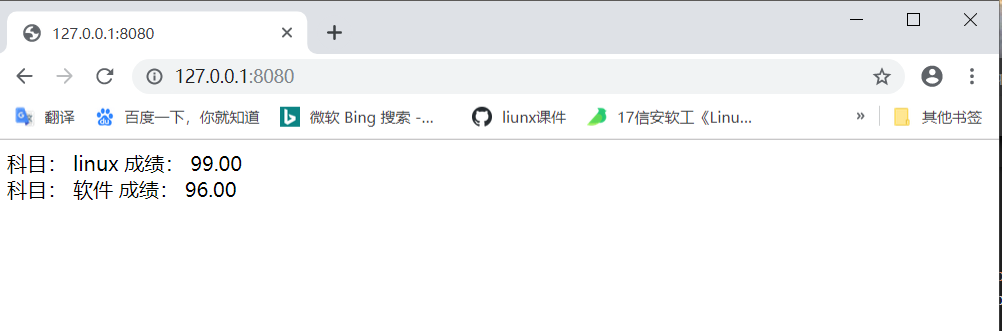 127.0.0.1:8080
127.0.0.1:8080
翻译 百度一下，你就知道 微软 Bing 搜索 -... liunx课件 17信安软工《Linu... » 其他书签
科目： linux 成绩： 99.00
科目： 软件 成绩： 96.00